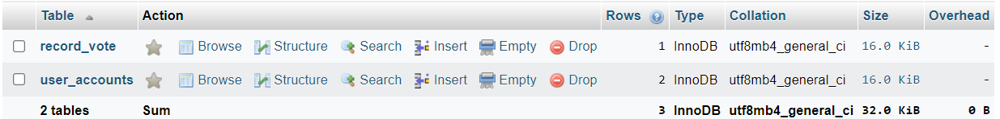 Table Action Rows Type Collation Size Overhead
record_vote Browse Structure Search Insert Empty Drop 1 InnoDB utf8mb4_general_ci 16.0 KiB -
user_accounts Browse Structure Search Insert Empty Drop 2 InnoDB utf8mb4_general_ci 16.0 KiB -
2 tables Sum 3 InnoDB utf8mb4_general_ci 32.0 KiB 0 B